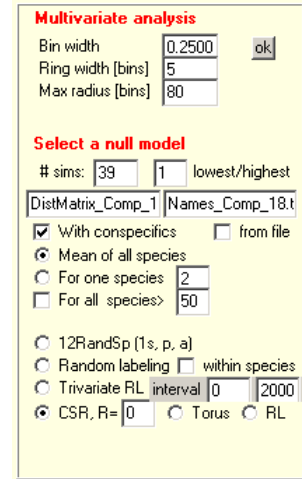 Multivariate analysis
Bin width 0.2500 ok
Ring width [bins] 5
Max radius [bins] 80
Select a null model
# sims: 39 1 lowest/highest
DistMatrix_Comp_1 Names_Comp_18.t
With conspecifics from file
Mean of all species
For one species 2
For all species> 50
12RandSp (1s, p, a)
Random labeling within species
Trivariate RL interval 0 2000
CSR, R= 0 Torus RL